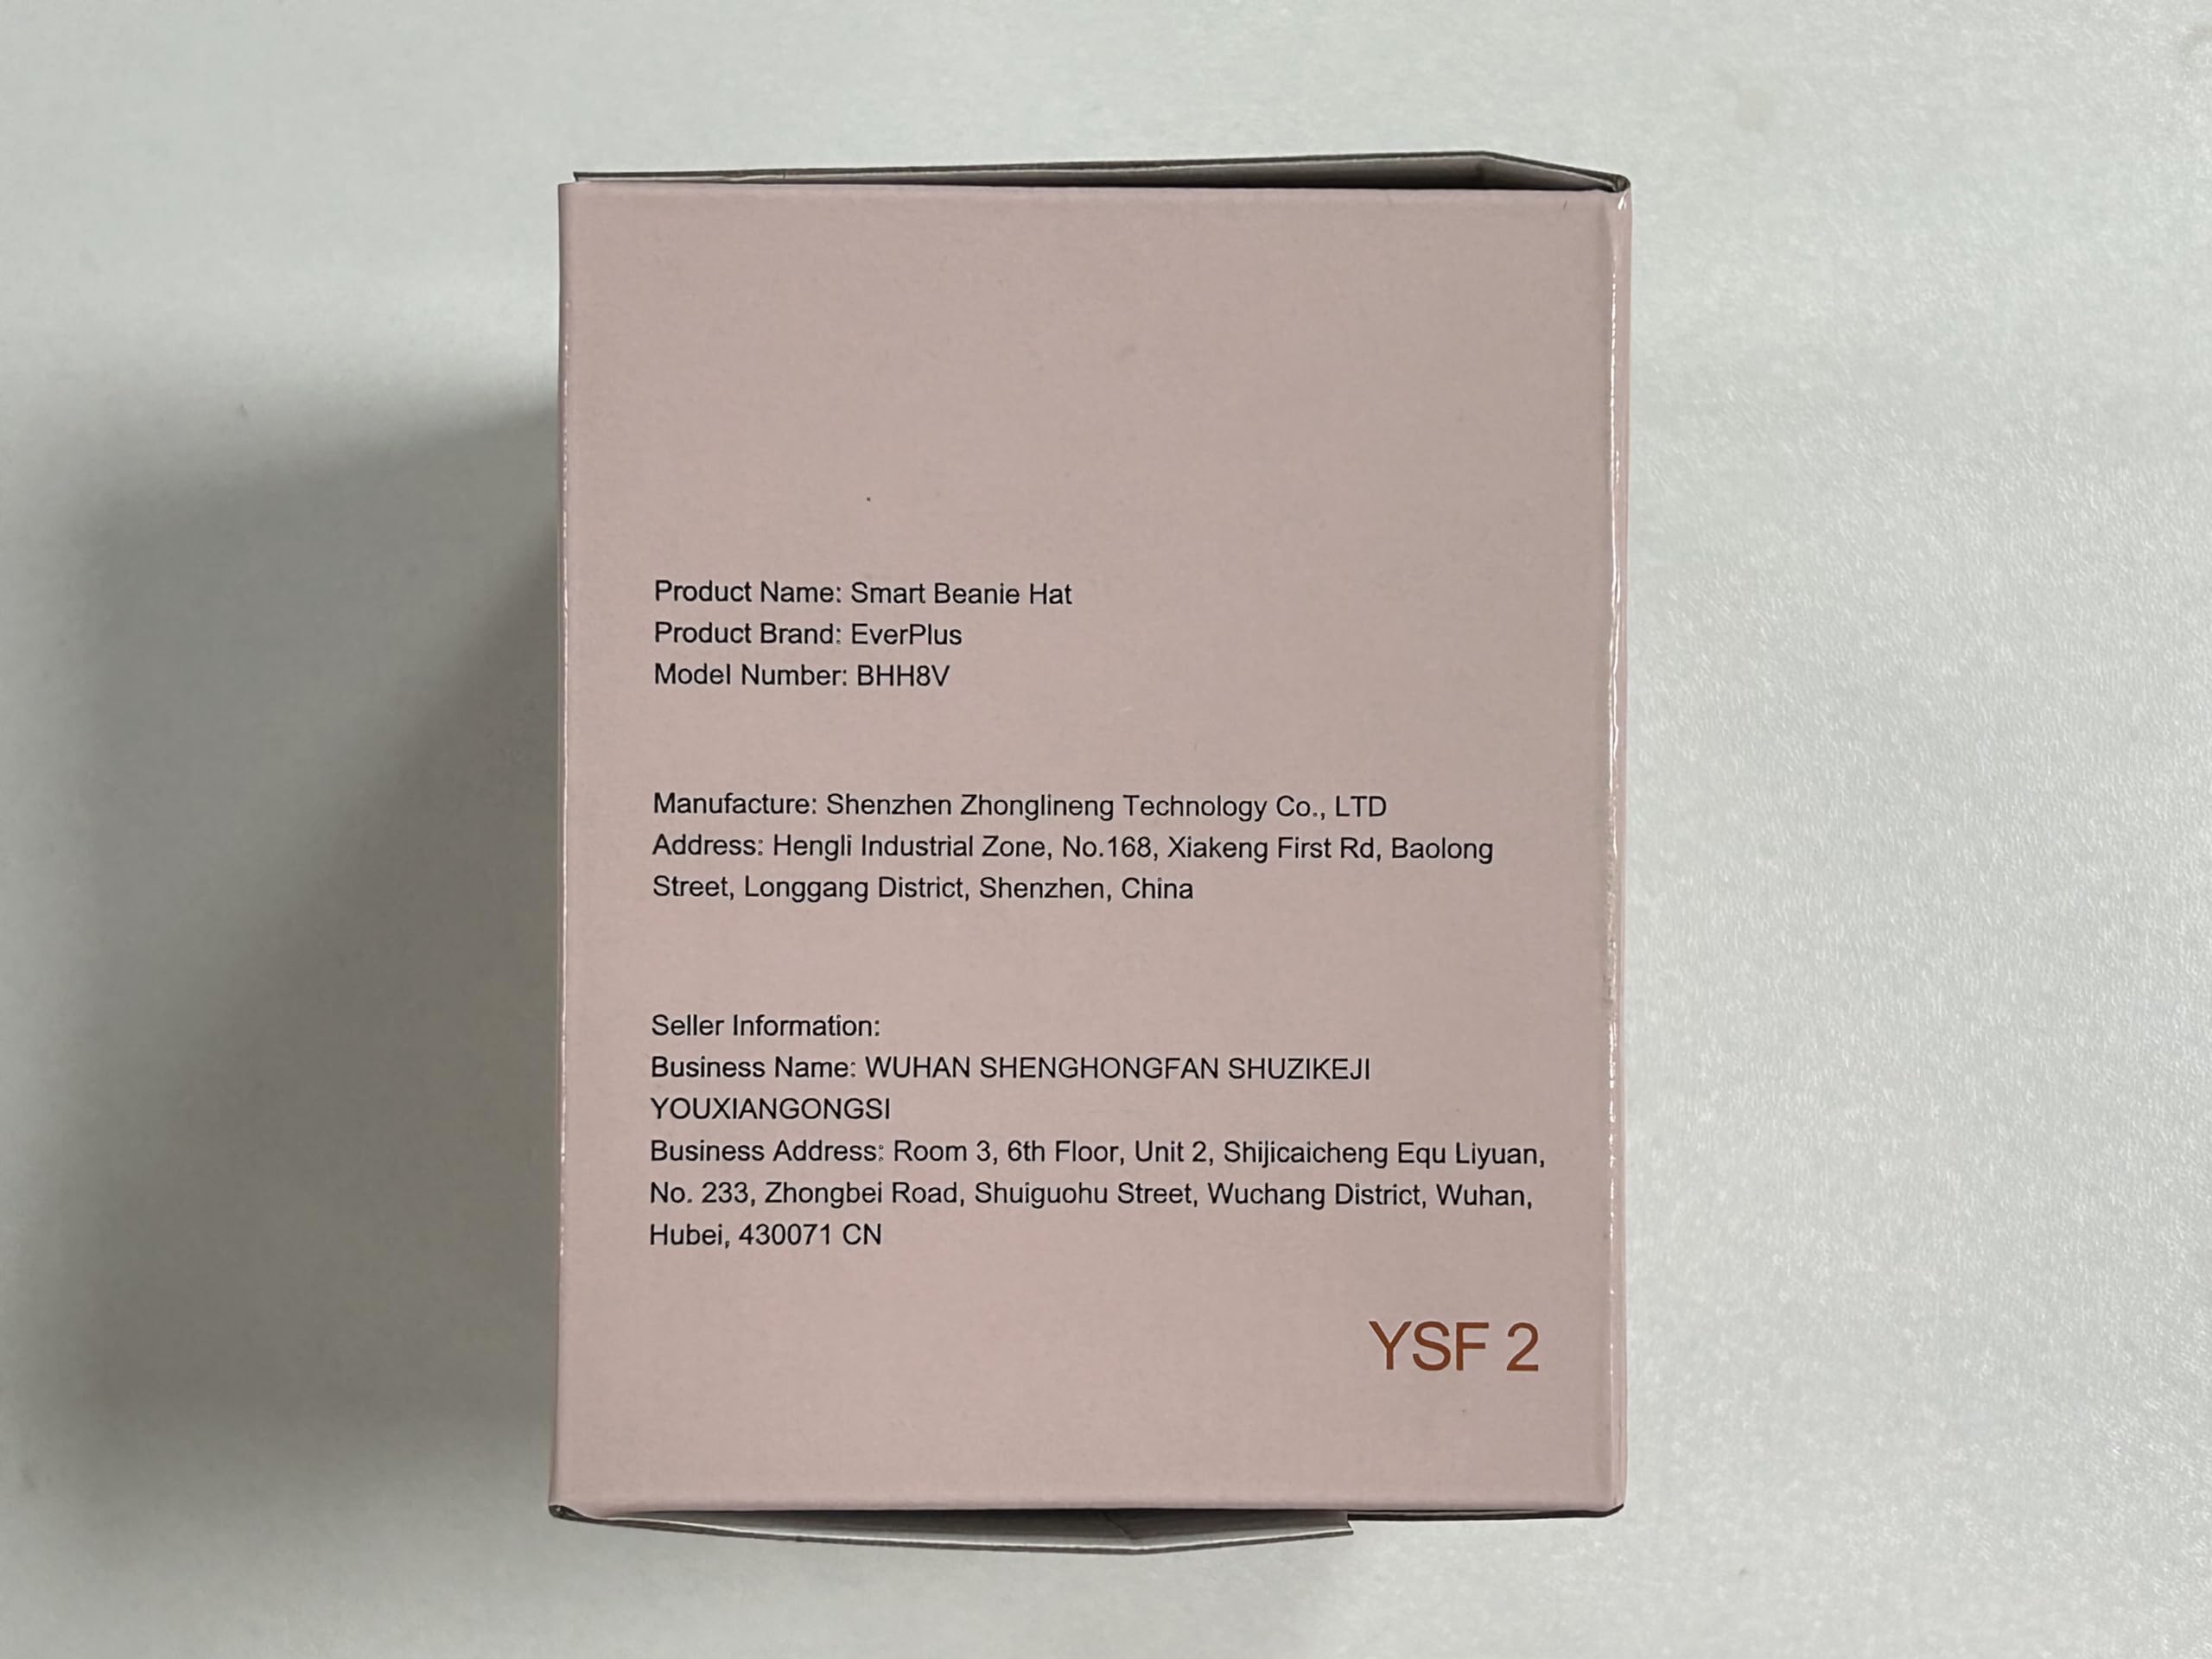 Product Name: Smart Beanie Hat
Product Brand: EverPlus
Model Number: BHH8V
Manufacture: Shenzhen Zhonglineng Technology Co., LTD
Address: Hengli Industrial Zone, No.168, Xiakeng First Rd, Baolong
Street, Longgang District, Shenzhen, China
Seller Information:
Business Name: WUHAN SHENGHONGFAN SHUZIKEJI
YOUXIANGONGSI
Business Address: Room 3, 6th Floor, Unit 2, Shijicaicheng Equ Liyuan,
No. 233, Zhongbei Road, Shuiguohu Street, Wuchang District, Wuhan,
Hubei, 430071 CN
YSF 2